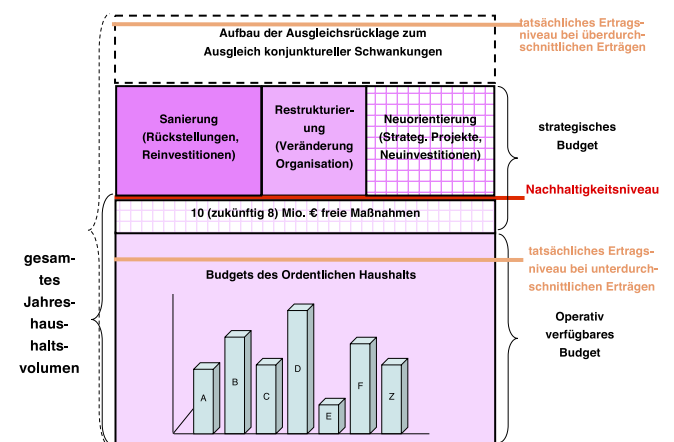 Aufbau der Ausgleichsrücklage zum
Ausgleich konjunktureller Schwankungen
tatsächliches Ertrags-
niveau bei überdurch-
schnittlichen Erträgen
Sanierung
(Rückstellungen,
Reinvestitionen)
Restrukturier-
ung
(Veränderung
Organisation)
Neuorientierung
(Strateg. Projekte,
Neuinvestitionen)
strategisches
Budget
Nachhaltigkeitsniveau
10 (zukünftig 8) Mio. € freie Maßnahmen
gesam-
tes
Jahres-
haus-
halts-
volumen
tatsächliches Ertrags-
niveau bei unterdurch-
schnittlichen Erträgen
Budgets des Ordentlichen Haushalts
A
B
C
D
E
F
Z
Operativ
verfügbares
Budget